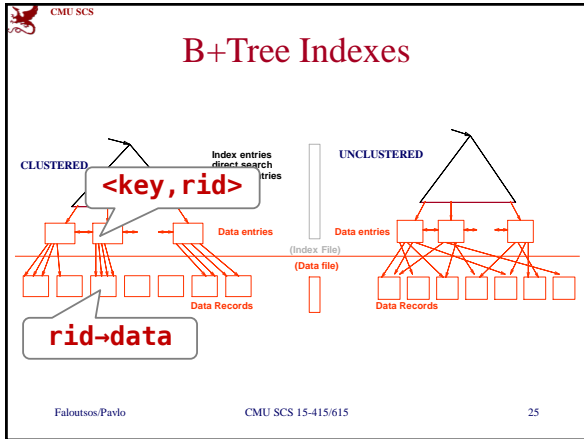 CMU SCS
B+Tree Indexes
CLUSTERED
Index entries
direct search
<key,rid>
Data entries
(Index File)
(Data file)
Data Records
rid→data
UNCLUSTERED
Data entries
Data Records
Faloutsos/Pavlo
CMU SCS 15-415/615
25